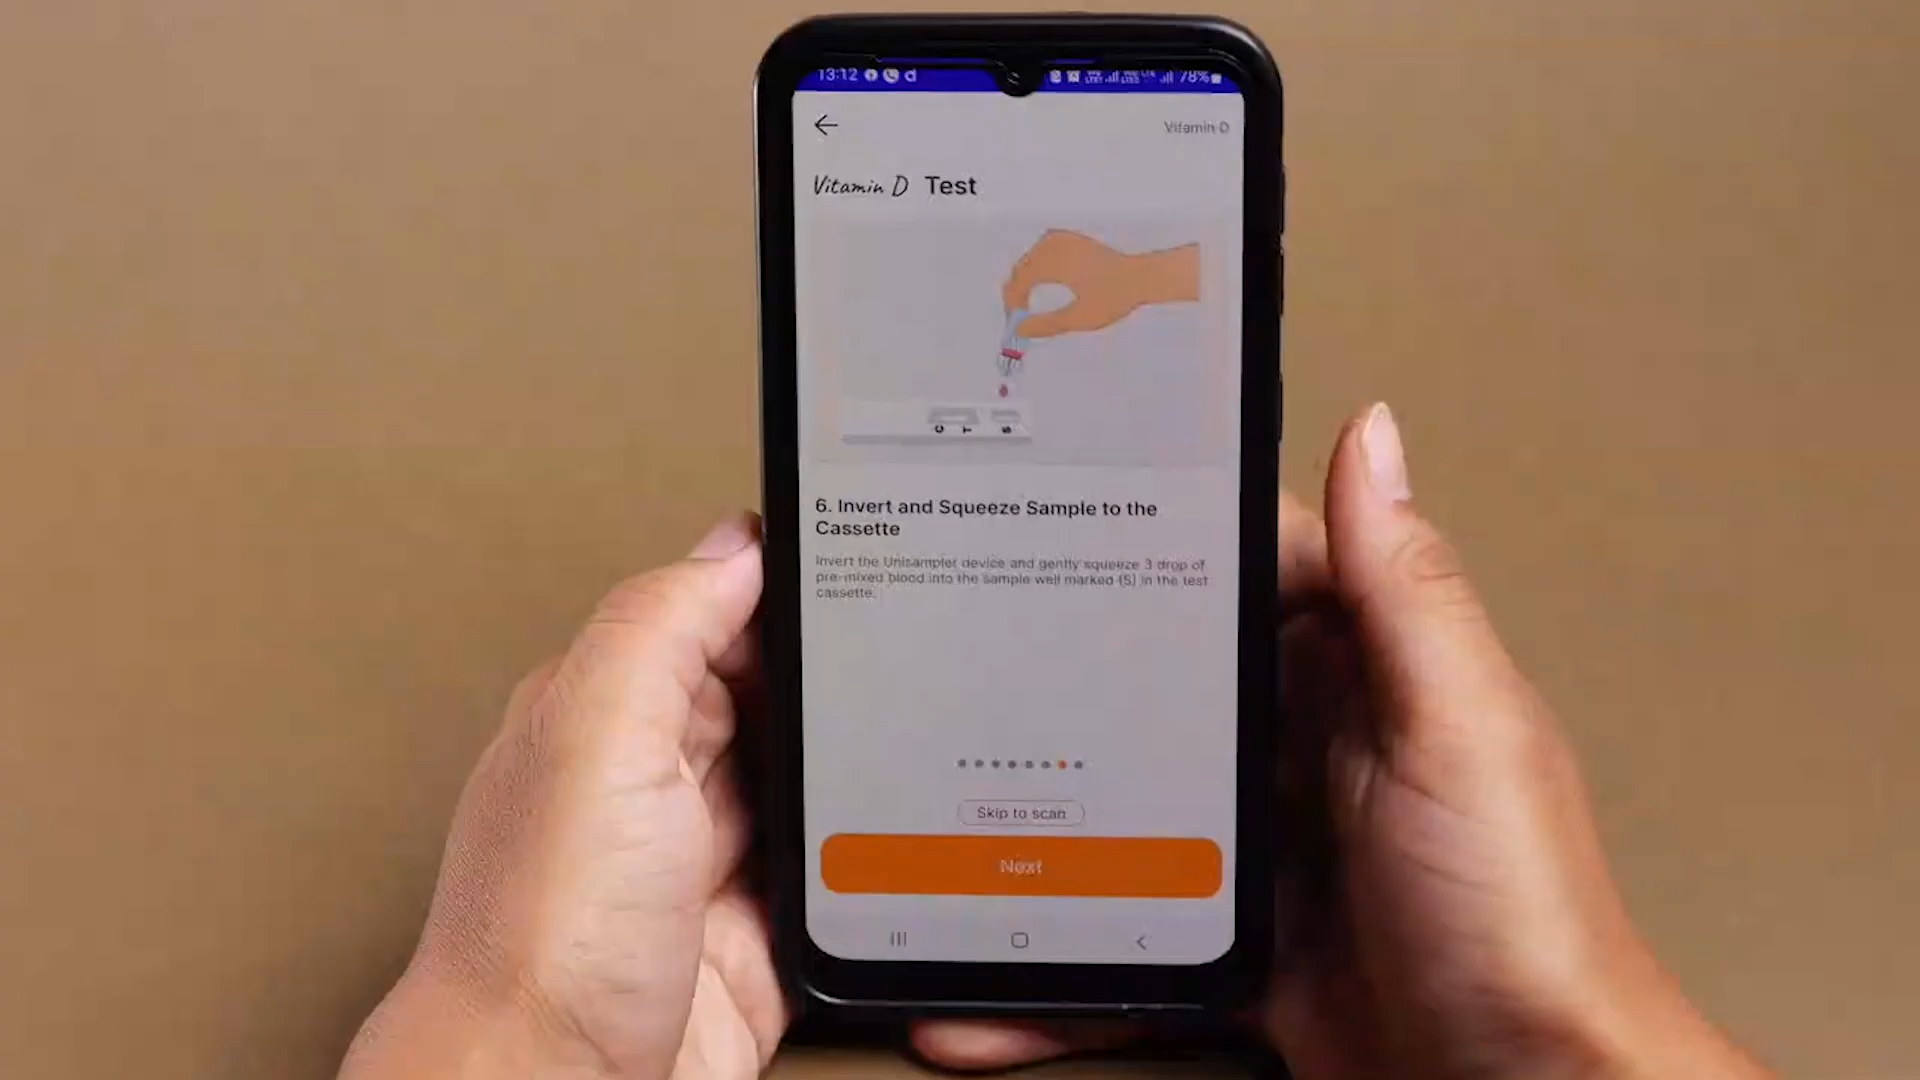 13:12
78%
Vitamin D
Vitamin D Test
C T S
6. Invert and Squeeze Sample to the
Cassette
Invert the Unisampler device and gently squeeze 3 drop of
pre-mixed blood into the sample well marked (S) in the test
cassette.
Skip to scan
Next